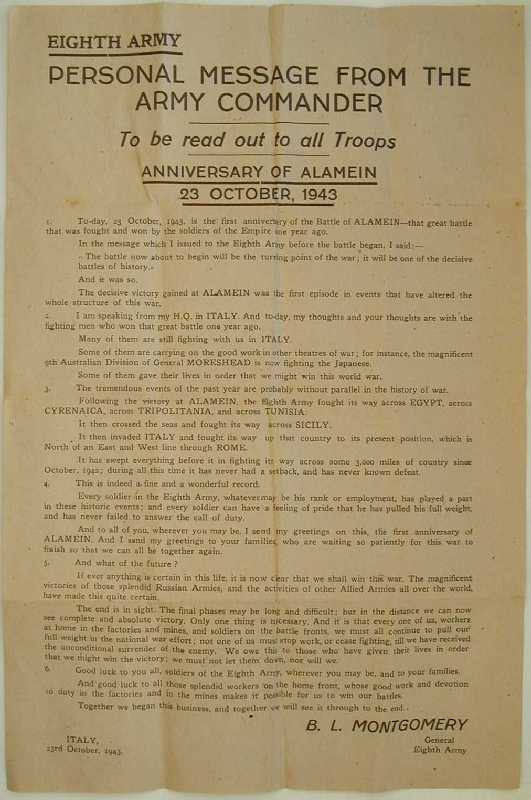 EIGHTH ARMY
PERSONAL MESSAGE FROM THE
ARMY COMMANDER
To be read out to all Troops
ANNIVERSARY OF ALAMEIN
23 OCTOBER, 1943
1. To-day, 23 October, 1943, is the first anniversary of the Battle of ALAMEIN—that great battle
that was fought and won by the soldiers of the Empire one year ago.
In the message which I issued to the Eighth Army before the battle began, I said:—
« The battle now about to begin will be the turning point of the war; it will be one of the decisive
battles of history.»
And it was so.
The decisive victory gained at ALAMEIN was the first episode in events that have altered the
whole structure of this war.
2. I am speaking from my H.Q. in ITALY. And to-day, my thoughts and your thoughts are with the
fighting men who won that great battle one year ago.
Many of them are still fighting with us in ITALY.
Some of them are carrying on the good work in other theatres of war; for instance, the magnificent
9th Australian Division of General MORESHEAD is now fighting the Japanese.
Some of them gave their lives in order that we might win this world war.
3. The tremendous events of the past year are probably without parallel in the history of war.
Following the victory at ALAMEIN, the Eighth Army fought its way across EGYPT, across
CYRENAICA, across TRIPOLITANIA, and across TUNISIA.
It then crossed the seas and fought its way across SICILY.
It then invaded ITALY and fought its way up that country to its present position, which is
North of an East and West line through ROME.
It has swept everything before it in fighting its way across some 3,000 miles of country since
October, 1942; during all this time it has never had a setback, and has never known defeat.
4. This is indeed a fine and a wonderful record.
Every soldier in the Eighth Army, whatever may be his rank or employment, has played a part
in these historic events; and every soldier can have a feeling of pride that he has pulled his full weight,
and has never failed to answer the call of duty.
And to all of you, wherever you may be, I send my greetings on this, the first anniversary of
ALAMEIN. And I send my greetings to your families, who are waiting so patiently for this war to
finish so that we can all be together again.
5. And what of the future ?
If ever anything is certain in this life, it is now clear that we shall win this war. The magnificent
victories of those splendid Russian Armies, and the activities of other Allied Armies all over the world,
have made this quite certain.
The end is in sight. The final phases may be long and difficult; but in the distance we can now
see complete and absolute victory. Only one thing is necessary. And it is that every one of us, workers
at home in the factories and mines, and soldiers on the battle fronts, we must all continue to pull our
full weight in the national war effort; not one of us must stop work, or cease fighting, till we have received
the unconditional surrender of the enemy. We owe this to those who have given their lives in order
that we might win the victory; we must not let them down, nor will we.
6. Good luck to you all, soldiers of the Eighth Army, wherever you may be, and to your families.
And good luck to all those splendid workers on the home front, whose good work and devotion
to duty in the factories and in the mines makes it possible for us to win our battles.
Together we began this business, and together we will see it through to the end.
B. L. MONTGOMERY
General
Eighth Army
ITALY,
23rd October, 1943.